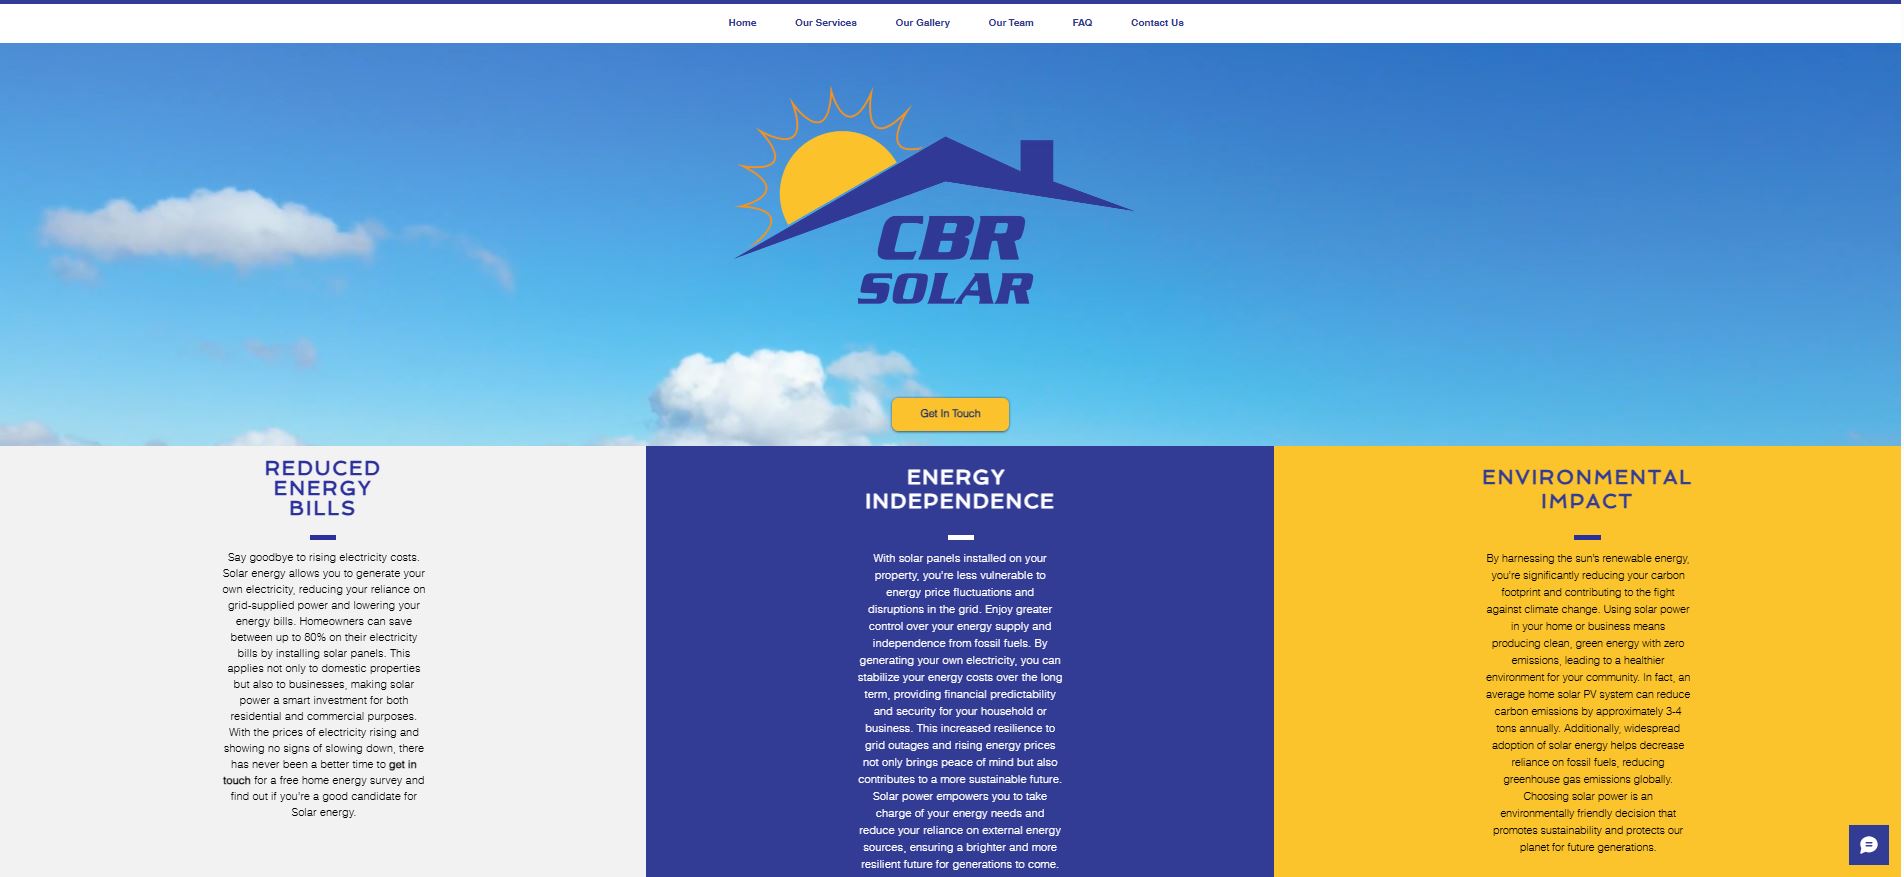 Home
Our Services
Our Gallery
Our Team
FAQ
Contact Us
CBR
SOLAR
Get In Touch
REDUCED
ENERGY
BILLS
Say goodbye to rising electricity costs.
Solar energy allows you to generate your
own electricity, reducing your reliance on
grid-supplied power and lowering your
energy bills. Homeowners can save
between up to 80% on their electricity
bills by installing solar panels. This
applies not only to domestic properties
but also to businesses, making solar
power a smart investment for both
residential and commercial purposes.
With the prices of electricity rising and
showing no signs of slowing down, there
has never been a better time to get in
touch for a free home energy survey and
find out if you're a good candidate for
Solar energy.
ENERGY
INDEPENDENCE
With solar panels installed on your
property, you're less vulnerable to
energy price fluctuations and
disruptions in the grid. Enjoy greater
control over your energy supply and
independence from fossil fuels. By
generating your own electricity, you can
stabilize your energy costs over the long
term, providing financial predictability
and security for your household or
business. This increased resilience to
grid outages and rising energy prices
not only brings peace of mind but also
contributes to a more sustainable future.
Solar power empowers you to take
charge of your energy needs and
reduce your reliance on external energy
sources, ensuring a brighter and more
resilient future for generations to come.
ENVIRONMENTAL
IMPACT
By harnessing the sun's renewable energy,
you're significantly reducing your carbon
footprint and contributing to the fight
against climate change. Using solar power
in your home or business means
producing clean, green energy with zero
emissions, leading to a healthier
environment for your community. In fact, an
average home solar PV system can reduce
carbon emissions by approximately 3-4
tons annually. Additionally, widespread
adoption of solar energy helps decrease
reliance on fossil fuels, reducing
greenhouse gas emissions globally.
Choosing solar power is an
environmentally friendly decision that
promotes sustainability and protects our
planet for future generations.